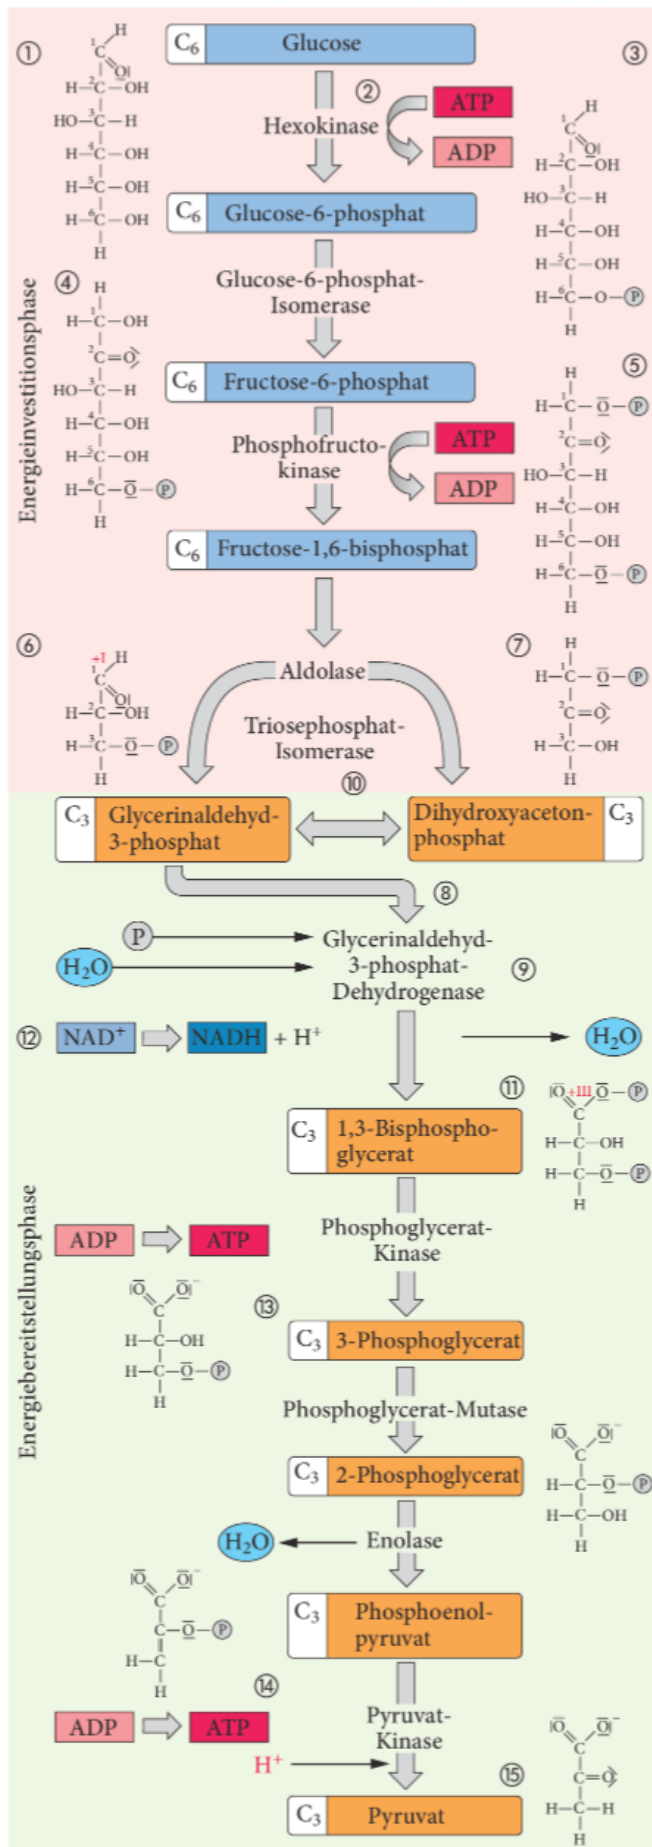 ①
C₆ Glucose
③
②
Hexokinase
ATP
ADP
C₆ Glucose-6-phosphat
Glucose-6-phosphat-
Isomerase
④
C₆ Fructose-6-phosphat
⑤
Phosphofructo-
kinase
ATP
ADP
C₆ Fructose-1,6-bisphosphat
Energieinvestitionsphase
⑥
+I
Aldolase
⑦
Triosephosphat-
Isomerase
⑩
C₃ Glycerinaldehyd-
3-phosphat
Dihydroxyaceton-
phosphat C₃
⑧
P
H₂O
Glycerinaldehyd-
3-phosphat-
Dehydrogenase
⑨
⑫ NAD⁺ NADH + H⁺
H₂O
⑪
+III
C₃ 1,3-Bisphospho-
glycerat
ADP ATP
Phosphoglycerat-
Kinase
⑬
C₃ 3-Phosphoglycerat
Phosphoglycerat-Mutase
C₃ 2-Phosphoglycerat
H₂O
Enolase
C₃ Phosphoenol-
pyruvat
⑭
ADP ATP
Pyruvat-
Kinase
H⁺
⑮
C₃ Pyruvat
Energiebereitstellungsphase